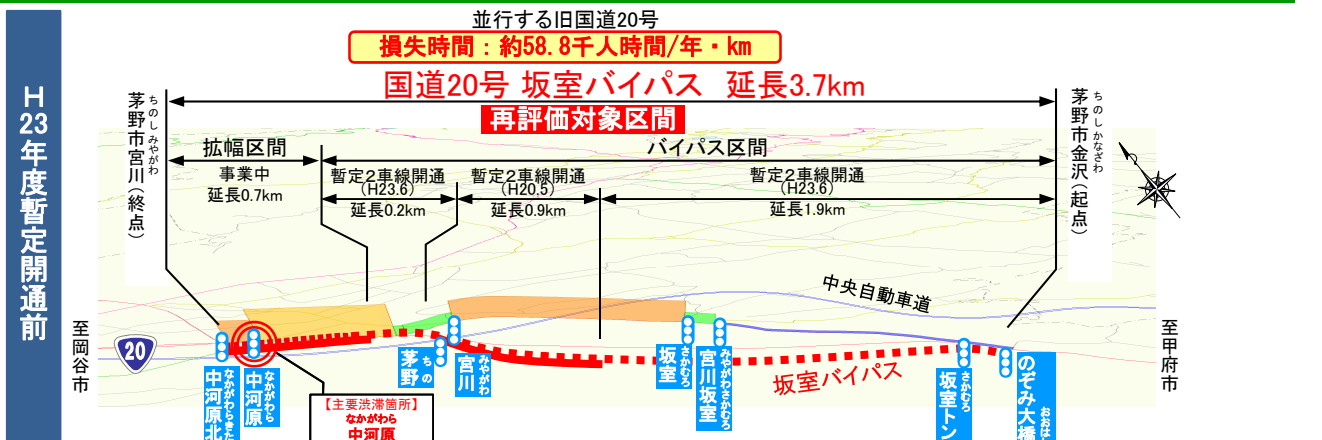 並行する旧国道20号
損失時間：約58.8千人時間/年・km
国道20号 坂室バイパス 延長3.7km
再評価対象区間
H23年度暫定開通前
ちのし みやがわ
茅野市宮川（終点）
ちのし かなざわ
茅野市金沢（起点）
拡幅区間
事業中
延長0.7km
バイパス区間
暫定2車線開通
（H23.6）
延長0.2km
暫定2車線開通
（H20.5）
延長0.9km
暫定2車線開通
（H23.6）
延長1.9km
中央自動車道
至岡谷市
20
至甲府市
なかがわらきた
中河原北
なかがわら
中河原
ちの
茅野
みやがわ
宮川
さかむろ
坂室
みやがわさかむろ
宮川坂室
坂室バイパス
さかむろ
坂室トン
おおは
のぞみ大橋
【主要渋滞箇所】
なかがわら
中河原